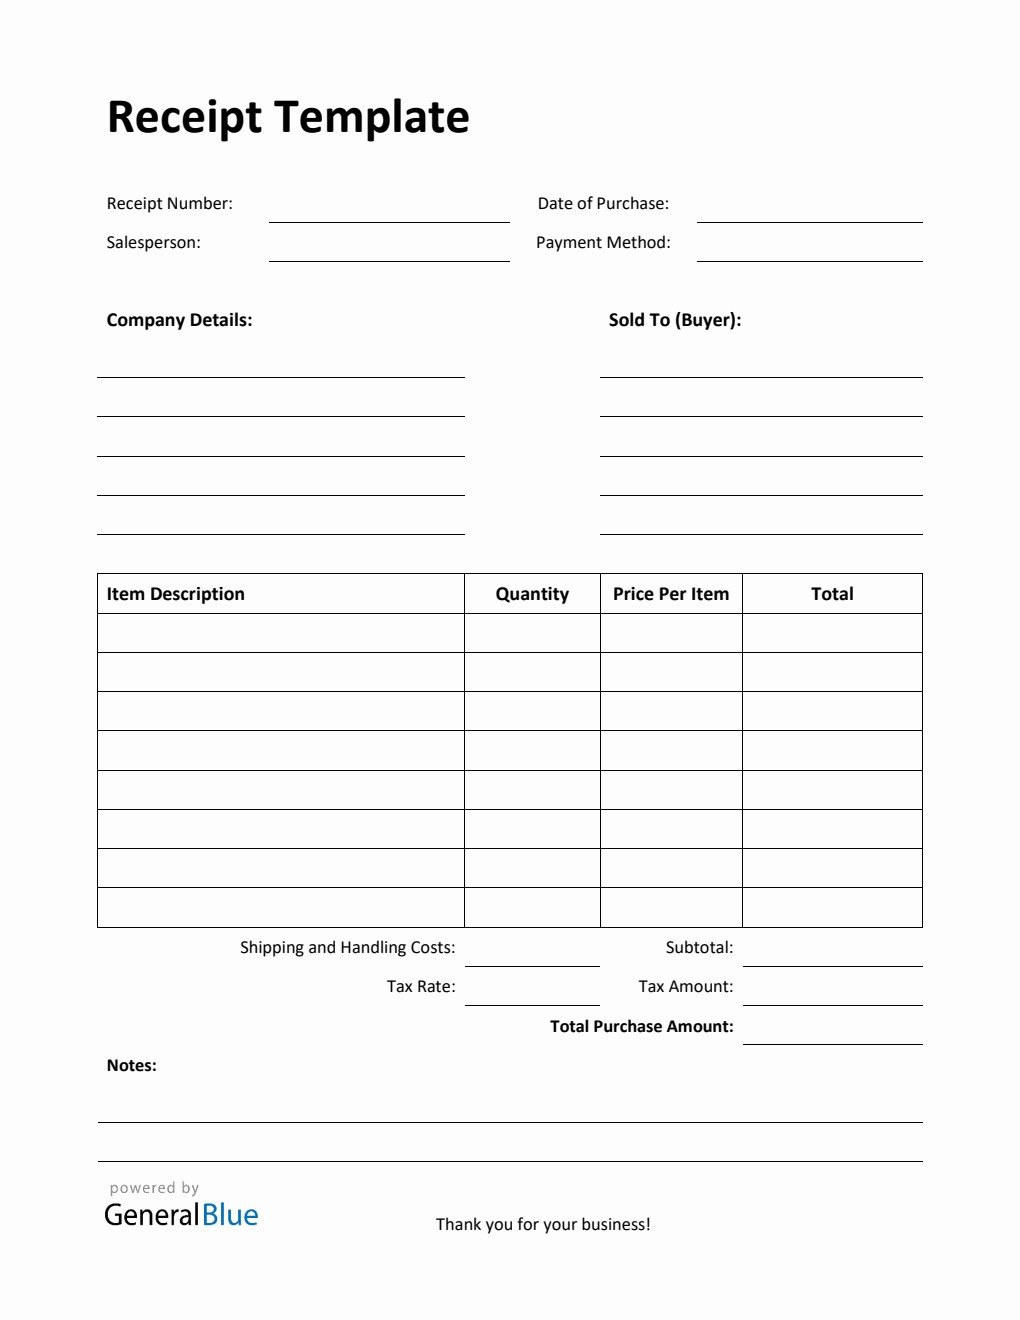 Receipt Template
Receipt Number: Date of Purchase:
Salesperson: Payment Method:
Company Details: Sold To (Buyer):
Item Description Quantity Price Per Item Total
Shipping and Handling Costs: Subtotal:
Tax Rate: Tax Amount:
Total Purchase Amount:
Notes:
powered by
GeneralBlue
Thank you for your business!